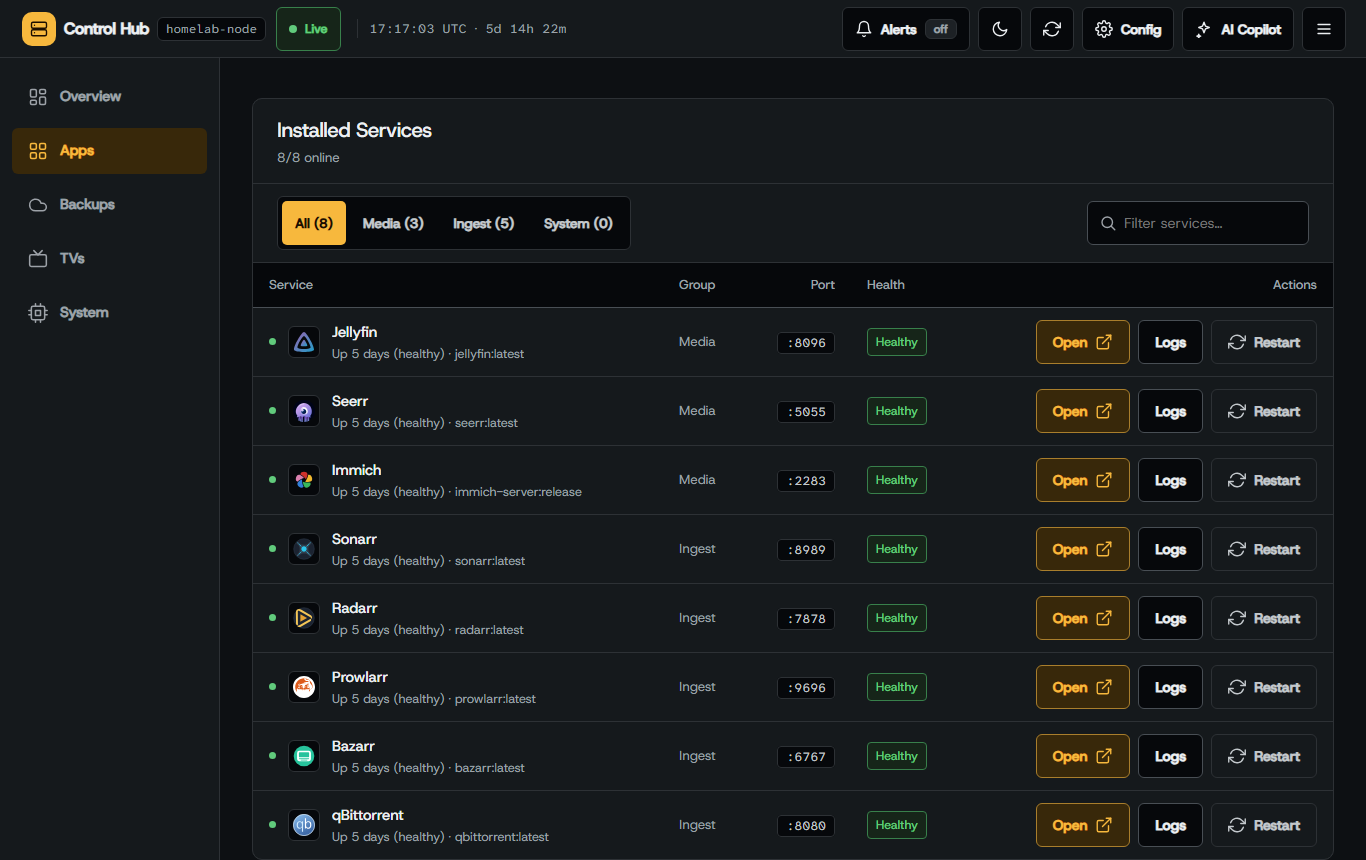 Control Hub homelab-node Live 17:17:03 UTC · 5d 14h 22m Alerts off Config AI Copilot
Overview
Apps
Backups
TVs
System
Installed Services
8/8 online
All (8) Media (3) Ingest (5) System (0) Filter services...
Service Group Port Health Actions
Jellyfin
Up 5 days (healthy) · jellyfin:latest
Media :8096 Healthy Open Logs Restart
Seerr
Up 5 days (healthy) · seerr:latest
Media :5055 Healthy Open Logs Restart
Immich
Up 5 days (healthy) · immich-server:release
Media :2283 Healthy Open Logs Restart
Sonarr
Up 5 days (healthy) · sonarr:latest
Ingest :8989 Healthy Open Logs Restart
Radarr
Up 5 days (healthy) · radarr:latest
Ingest :7878 Healthy Open Logs Restart
Prowlarr
Up 5 days (healthy) · prowlarr:latest
Ingest :9696 Healthy Open Logs Restart
Bazarr
Up 5 days (healthy) · bazarr:latest
Ingest :6767 Healthy Open Logs Restart
qb
qBittorrent
Up 5 days (healthy) · qbittorrent:latest
Ingest :8080 Healthy Open Logs Restart